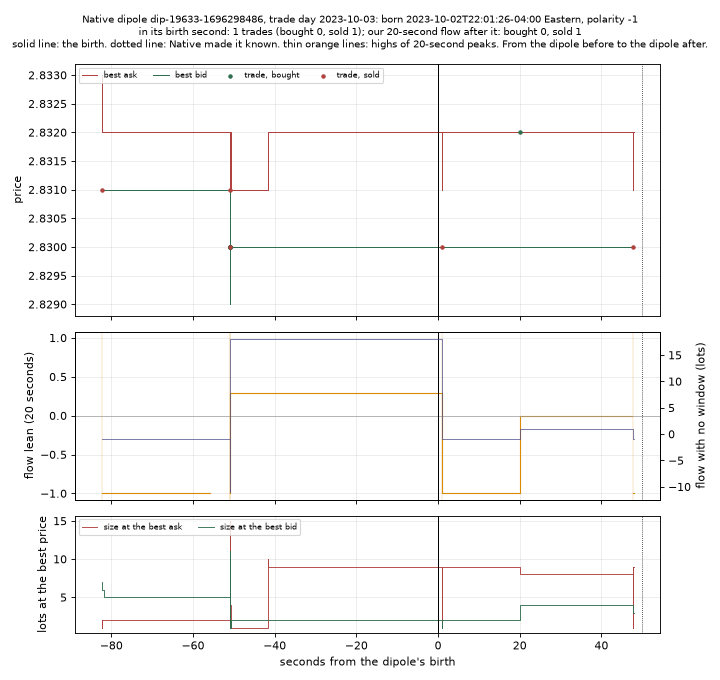 Native dipole dip-19633-1696298486, trade day 2023-10-03: born 2023-10-02T22:01:26-04:00 Eastern, polarity -1
in its birth second: 1 trades (bought 0, sold 1); our 20-second flow after it: bought 0, sold 1
solid line: the birth. dotted line: Native made it known. thin orange lines: highs of 20-second peaks. From the dipole before to the dipole after.
best ask best bid trade, bought trade, sold
2.8330
2.8325
2.8320
2.8315
2.8310
2.8305
2.8300
2.8295
2.8290
price
1.0
0.5
0.0
−0.5
−1.0
flow lean (20 seconds)
15
10
5
0
−5
−10
flow with no window (lots)
size at the best ask size at the best bid
15
10
5
lots at the best price
−80 −60 −40 −20 0 20 40
seconds from the dipole's birth